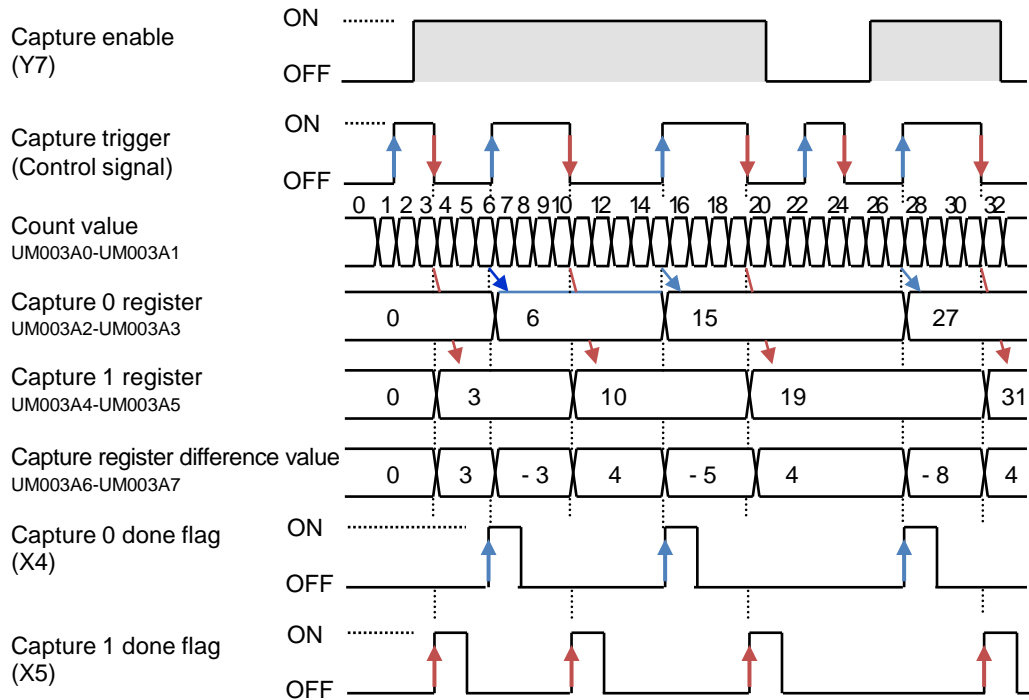 Capture enable
(Y7)
ON
OFF
Capture trigger
(Control signal)
ON
OFF
Count value
UM003A0-UM003A1
0 1 2 3 4 5 6 7 8 9 10 12 14 16 18 20 22 24 26 28 30 32
Capture 0 register
UM003A2-UM003A3
0 6 15 27
Capture 1 register
UM003A4-UM003A5
0 3 10 19 31
Capture register difference value
UM003A6-UM003A7
0 3 - 3 4 - 5 4 - 8 4
Capture 0 done flag
(X4)
ON
OFF
Capture 1 done flag
(X5)
ON
OFF